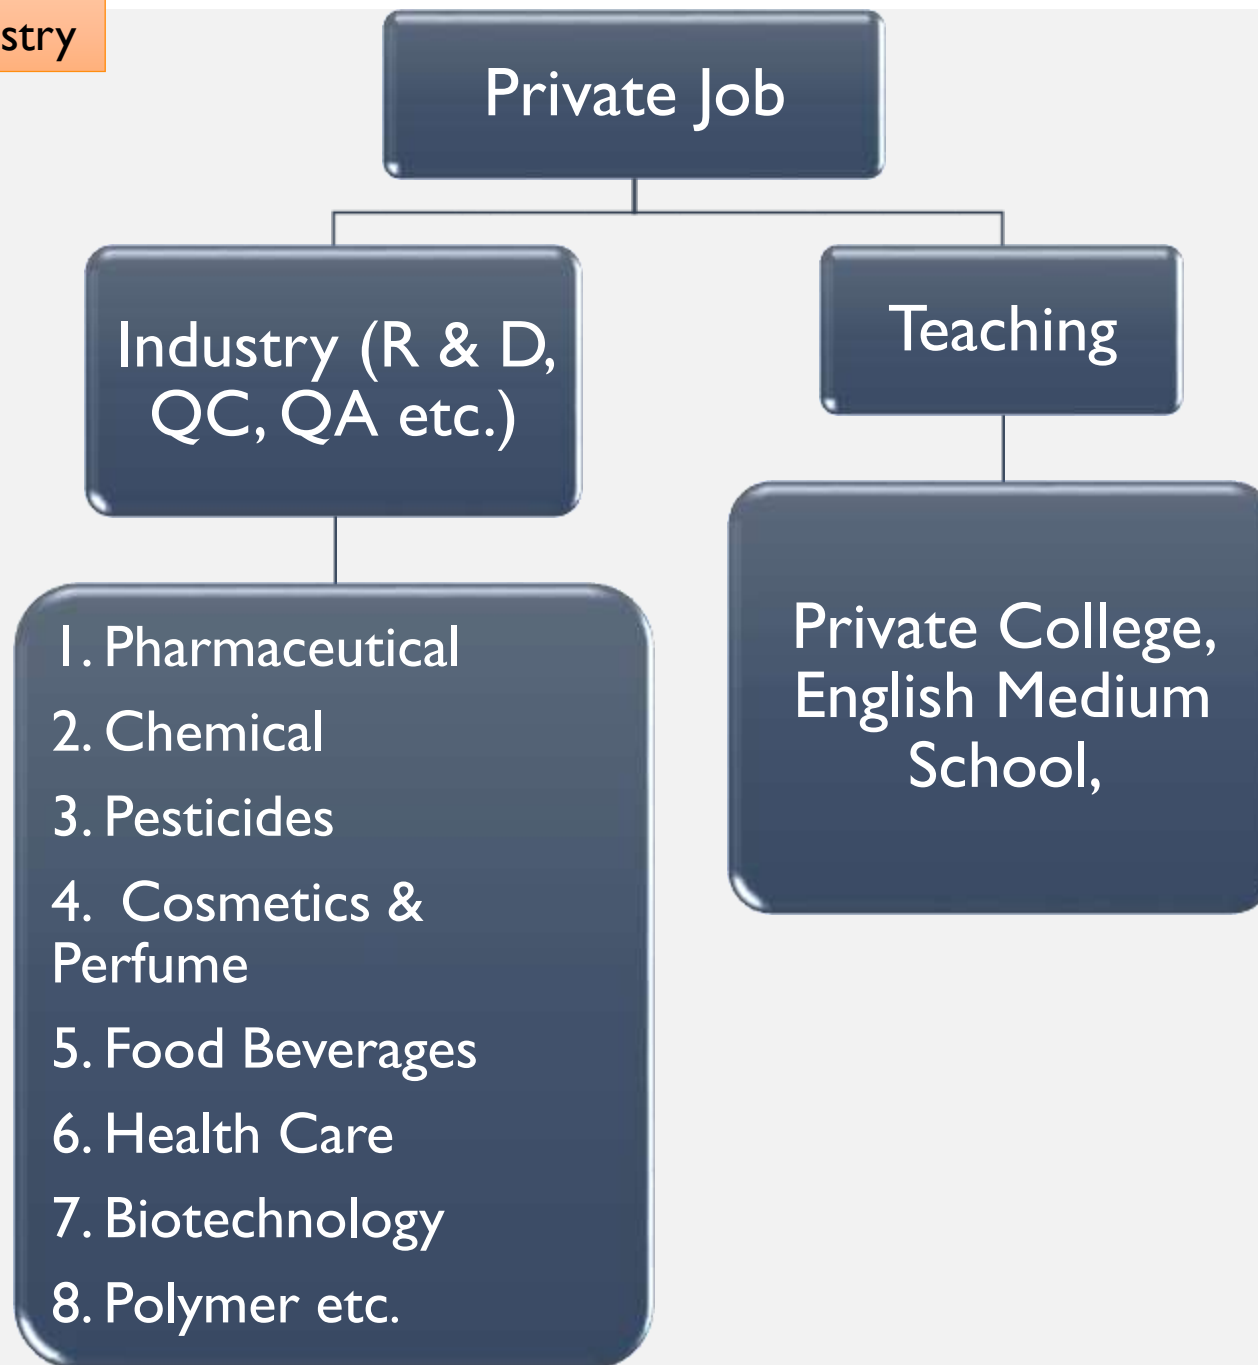 stry
Private Job
Industry (R & D,
QC, QA etc.)
Teaching
1. Pharmaceutical
2. Chemical
3. Pesticides
4. Cosmetics &
Perfume
5. Food Beverages
6. Health Care
7. Biotechnology
8. Polymer etc.
Private College,
English Medium
School,